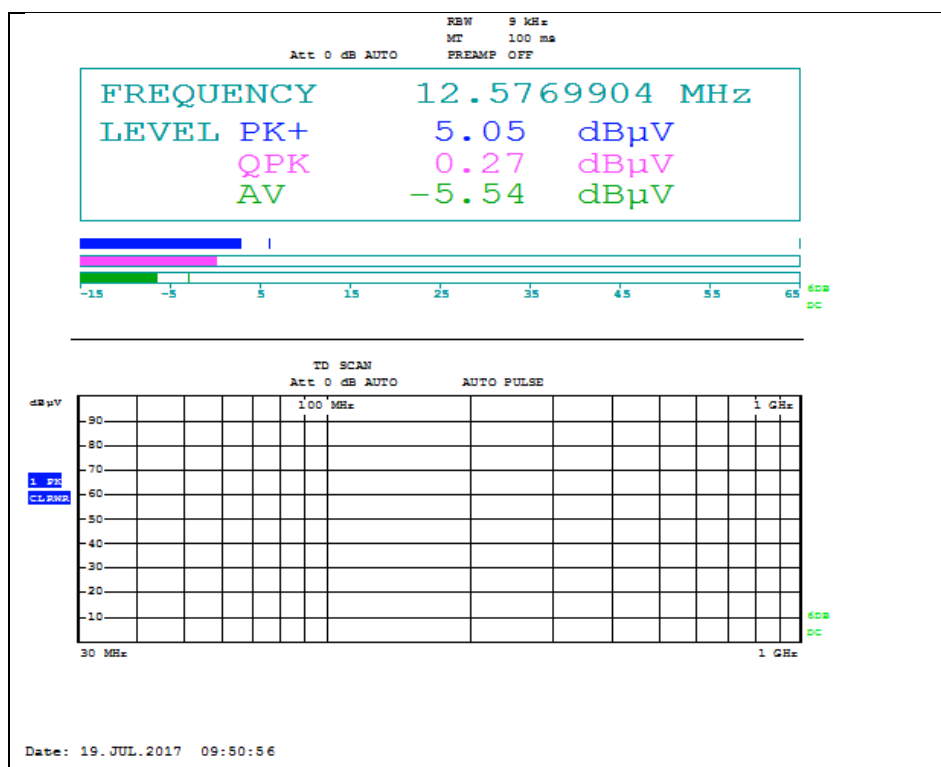 RBW 9 kHz
MT 100 ms
Att 0 dB AUTO PREAMP OFF
FREQUENCY 12.5769904 MHz
LEVEL PK+ 5.05 dBµV
QPK 0.27 dBµV
AV -5.54 dBµV
-15 -5 5 15 25 35 45 55 65
6DB
DC
TD SCAN
Att 0 dB AUTO AUTO PULSE
dBµV
100 MHz 1 GHz
90
80
70
1 PK
60
CLRWR
50
40
30
20
10
6DB
DC
30 MHz 1 GHz
Date: 19.JUL.2017 09:50:56